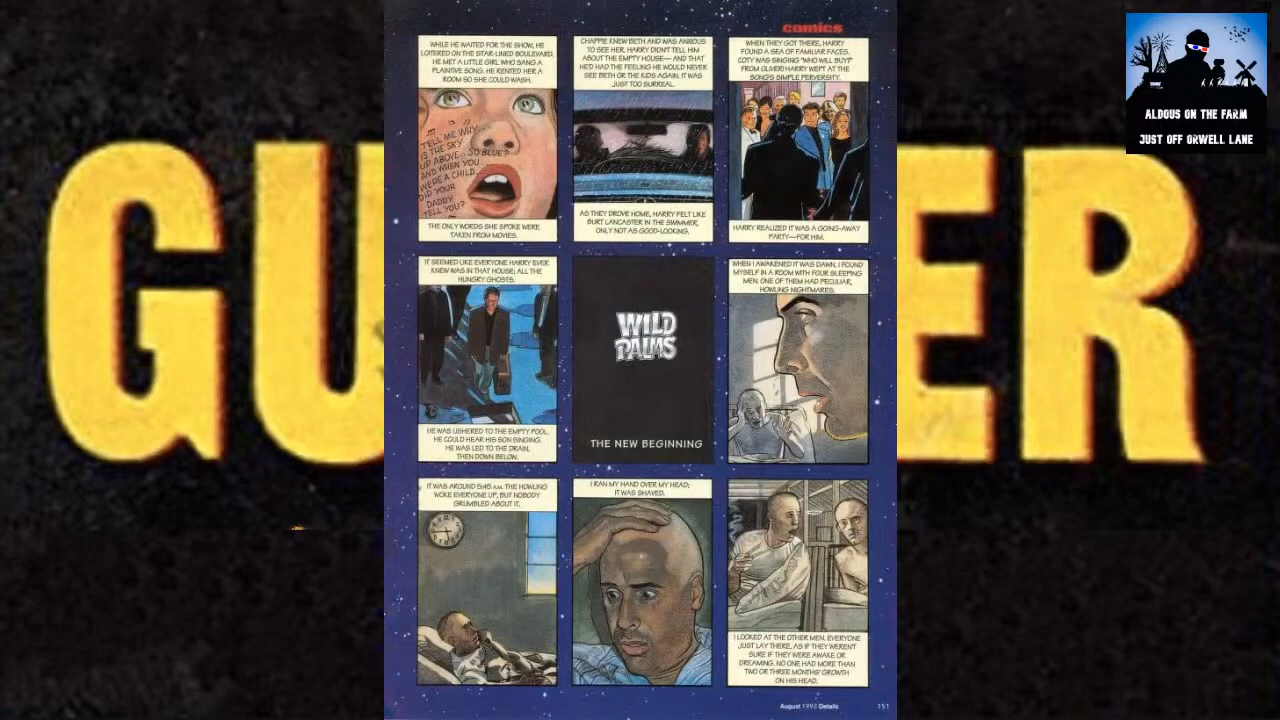 comics
WHILE HE WAITED FOR THE SHOW, HE
LOITERED ON THE STAR-LINED BOULEVARD.
HE MET A LITTLE GIRL WHO SANG A
PLAINTIVE SONG. HE RENTED HER A
ROOM SO SHE COULD WASH.
TELL ME WHY
IS THE SKY
UP ABOVE... SO BLUE?
AND WHEN YOU
WERE A CHILD,
DID YOUR
DADDY
TELL YOU?
THE ONLY WORDS SHE SPOKE WERE
TAKEN FROM MOVIES.
CHAPPIE KNEW BETH AND WAS ANXIOUS
TO SEE HER. HARRY DIDN'T TELL HIM
ABOUT THE EMPTY HOUSE— AND THAT
HE'D HAD THE FEELING HE WOULD NEVER
SEE BETH OR THE KIDS AGAIN. IT WAS
JUST TOO SURREAL.
AS THEY DROVE HOME, HARRY FELT LIKE
BURT LANCASTER IN THE SWIMMER,
ONLY NOT AS GOOD-LOOKING.
WHEN THEY GOT THERE, HARRY
FOUND A SEA OF FAMILIAR FACES.
COTY WAS SINGING "WHO WILL BUY?"
FROM OLIVER! HARRY WEPT AT THE
SONG'S SIMPLE PERVERSITY.
HARRY REALIZED IT WAS A GOING-AWAY
PARTY—FOR HIM.
IT SEEMED LIKE EVERYONE HARRY EVER
KNEW WAS IN THAT HOUSE; ALL THE
HUNGRY GHOSTS.
HE WAS USHERED TO THE EMPTY POOL.
HE COULD HEAR HIS SON SINGING.
HE WAS LED TO THE DRAIN,
THEN DOWN BELOW.
WILD
PALMS
THE NEW BEGINNING
WHEN I AWAKENED IT WAS DAWN. I FOUND
MYSELF IN A ROOM WITH FOUR SLEEPING
MEN. ONE OF THEM HAD PECULIAR,
HOWLING NIGHTMARES.
IT WAS AROUND 5:45 A.M. THE HOWLING
WOKE EVERYONE UP, BUT NOBODY
GRUMBLED ABOUT IT.
I RAN MY HAND OVER MY HEAD;
IT WAS SHAVED.
I LOOKED AT THE OTHER MEN. EVERYONE
JUST LAY THERE, AS IF THEY WEREN'T
SURE IF THEY WERE AWAKE OR
DREAMING. NO ONE HAD MORE THAN
TWO OR THREE MONTHS' GROWTH
ON HIS HEAD.
August 1992 Details 151
GU
ER
ALDOUS ON THE FARM
JUST OFF ORWELL LANE